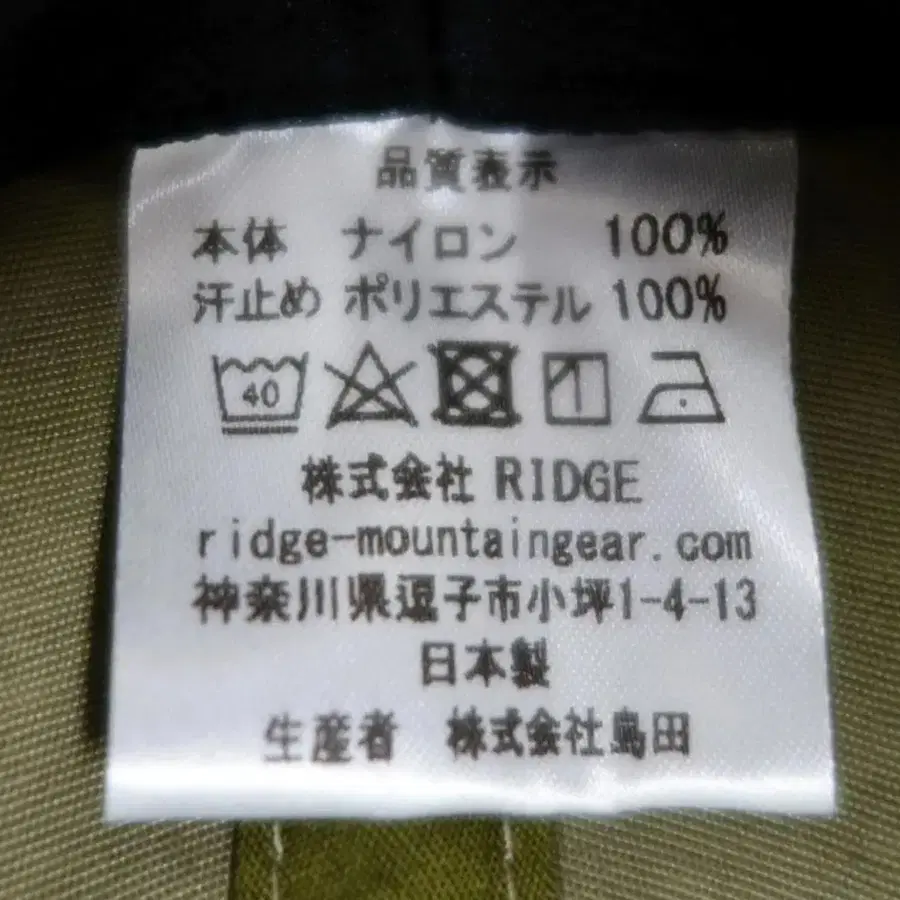 品質表示
本体 ナイロン 100%
汗止め ポリエステル 100%
40
株式会社 RIDGE
ridge-mountaingear.com
神奈川県逗子市小坪1-4-13
日本製
生産者 株式会社島田